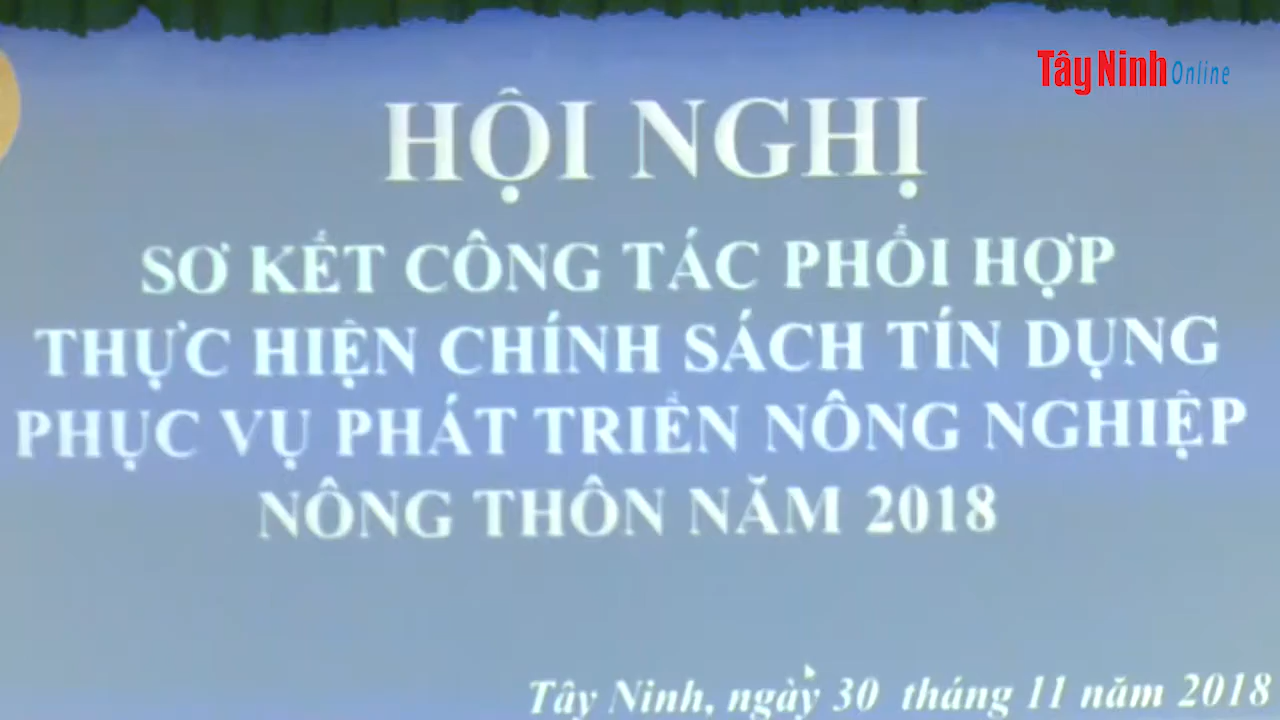 Tây Ninh Online
HỘI NGHỊ
SƠ KẾT CÔNG TÁC PHỐI HỢP
THỰC HIỆN CHÍNH SÁCH TÍN DỤNG
PHỤC VỤ PHÁT TRIỂN NÔNG NGHIỆP
NÔNG THÔN NĂM 2018
Tây Ninh, ngày 30 tháng 11 năm 2018